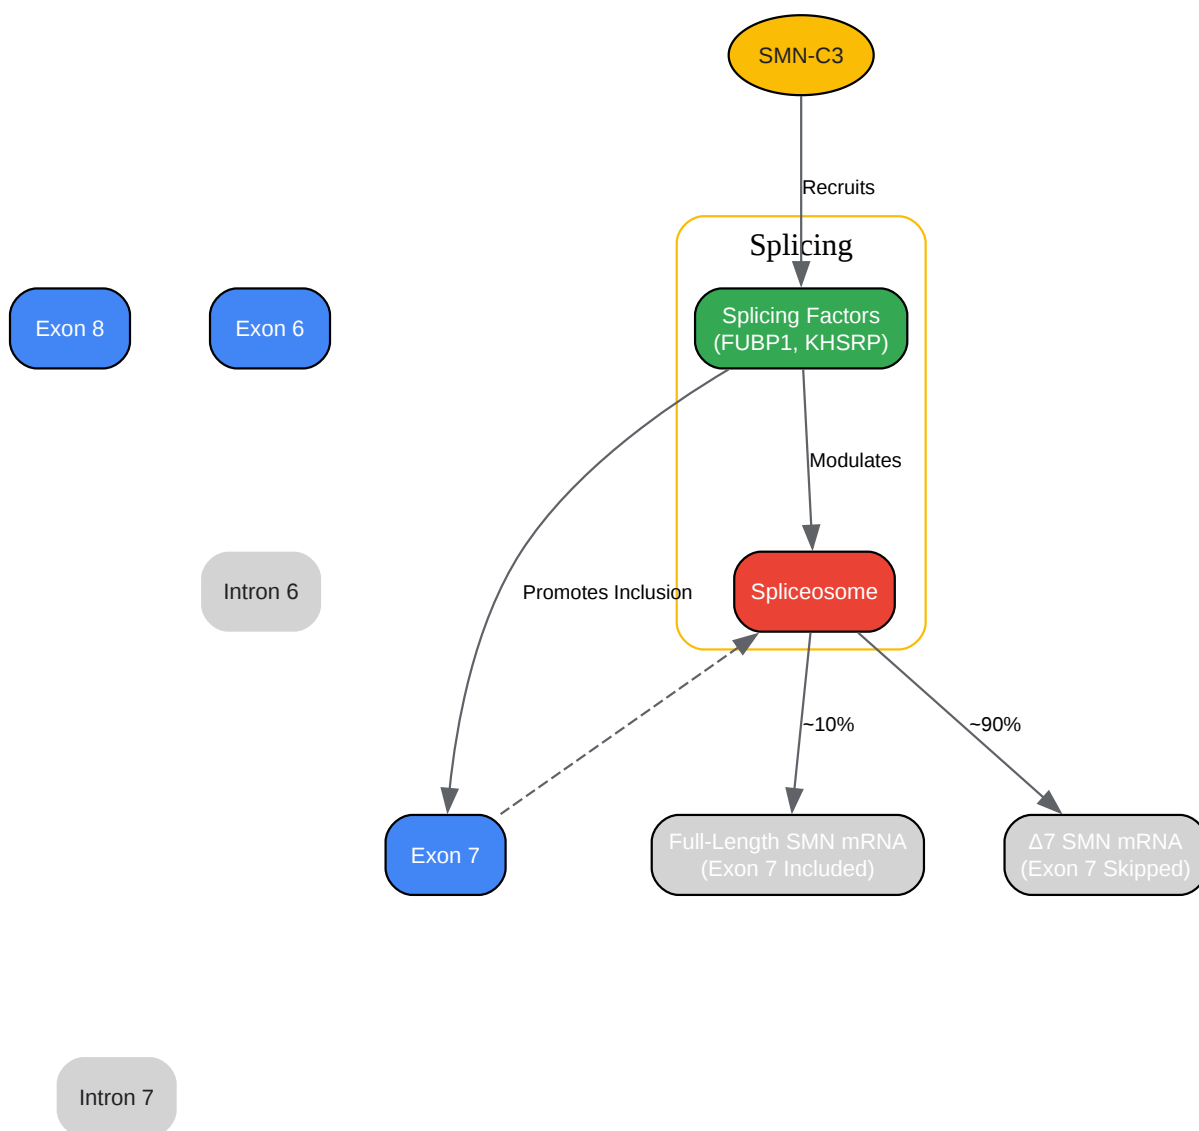 SMN-C3
Recruits
Splicing
Exon 8
Exon 6
Splicing Factors
(FUBP1, KHSRP)
Modulates
Intron 6
Promotes Inclusion
Spliceosome
~10%
~90%
Exon 7
Full-Length SMN mRNA
(Exon 7 Included)
Δ7 SMN mRNA
(Exon 7 Skipped)
Intron 7